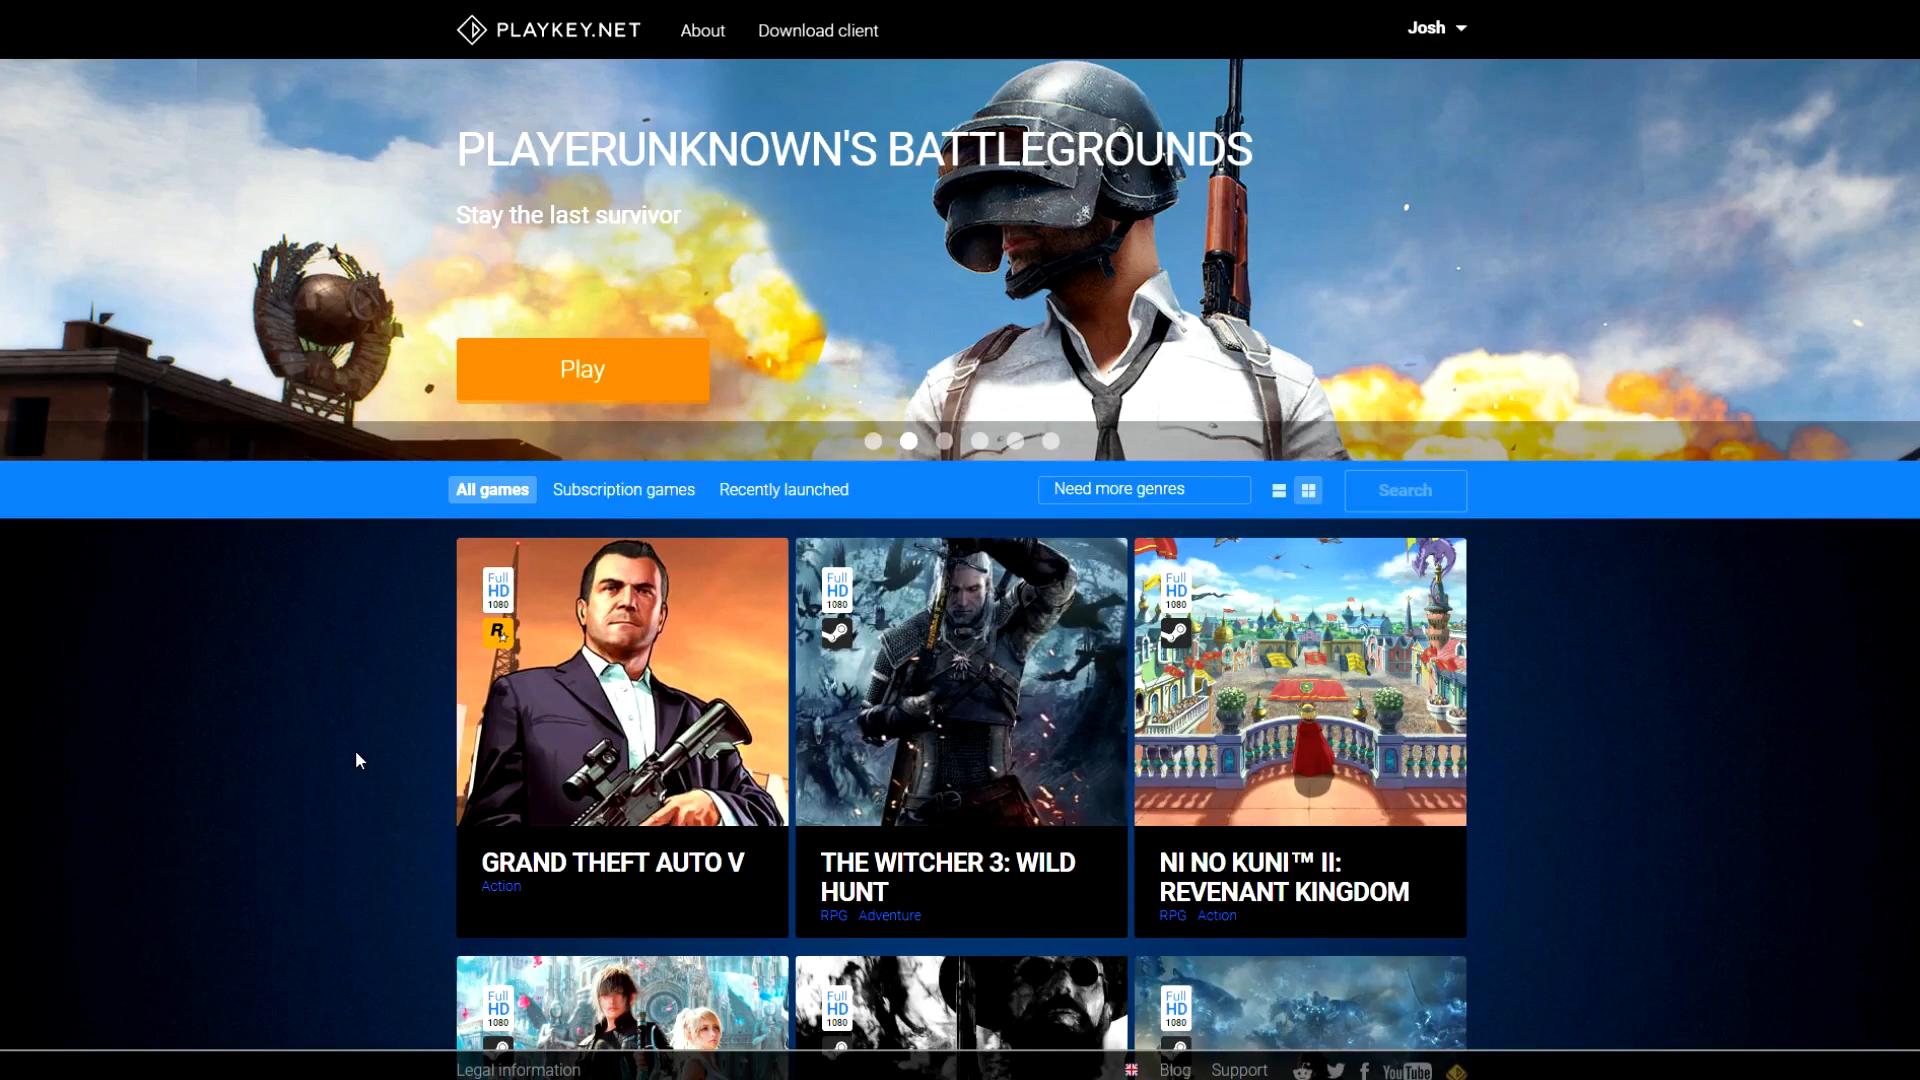 PLAYKEY.NET
About
Download client
Josh
PLAYERUNKNOWN'S BATTLEGROUNDS
Stay the last survivor
Play
All games
Subscription games
Recently launched
Need more genres
Search
Full
HD
1080
R
GRAND THEFT AUTO V
Action
Full
HD
1080
THE WITCHER 3: WILD
HUNT
RPG Adventure
Full
HD
1080
NI NO KUNI™ II:
REVENANT KINGDOM
RPG Action
Full
HD
1080
Full
HD
1080
Full
HD
1080
Legal information
Blog
Support
YouTube